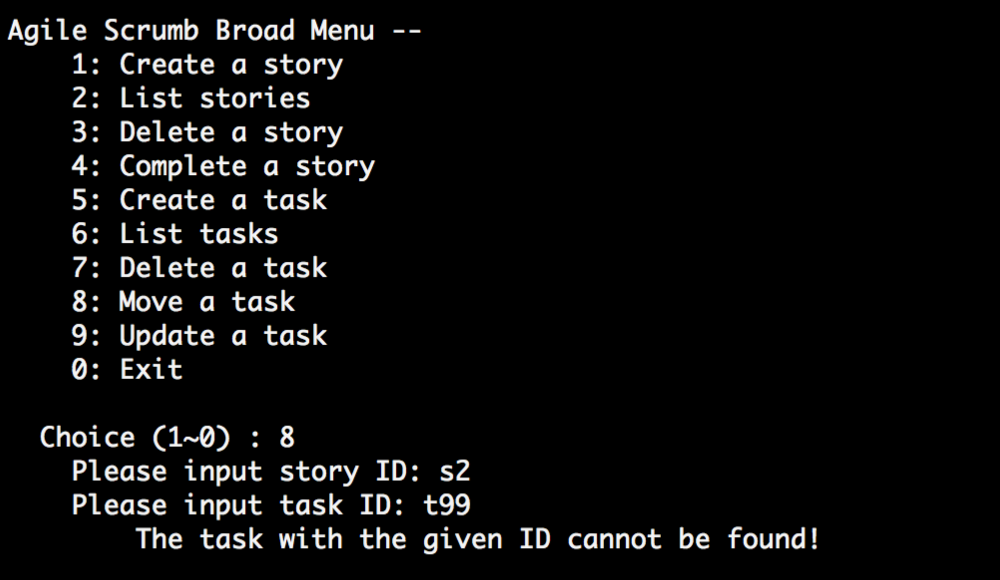 Agile Scrumb Broad Menu --
1: Create a story
2: List stories
3: Delete a story
4: Complete a story
5: Create a task
6: List tasks
7: Delete a task
8: Move a task
9: Update a task
0: Exit
Choice (1~0) : 8
Please input story ID: s2
Please input task ID: t99
The task with the given ID cannot be found!